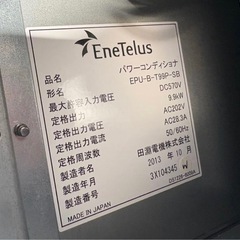 EneTelus
品名 パワーコンディショナ
形名 EPU-B-T99P-SB
最大許容入力電圧 DC570V
定格出力 9.9kW
定格出力電圧 AC202V
定格出力電流 AC28.3A
定格周波数 50/60Hz
製造年月 2013年10月
製造番号 3X104345
製造者名 田淵電機株式会社
MADE IN JAPAN